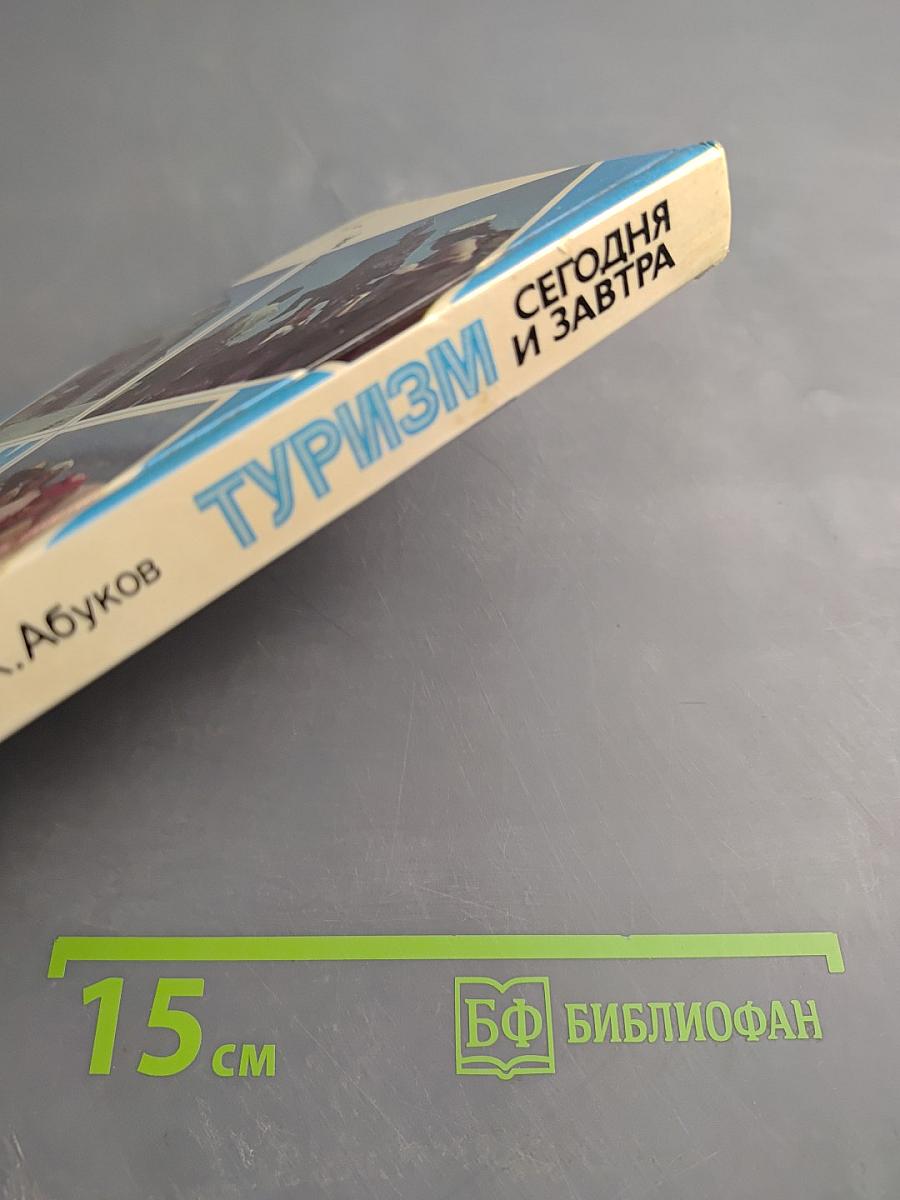 СЕГОДНЯ
И ЗАВТРА
ТУРИЗМ
.Абуков
15 см
БФ БИБЛИОФАН